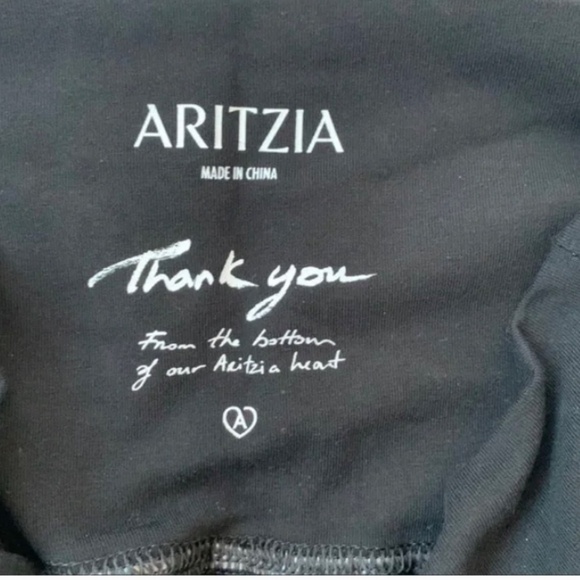 ARITZIA
MADE IN CHINA
Thank you
From the bottom
of our Aritzia heart
A